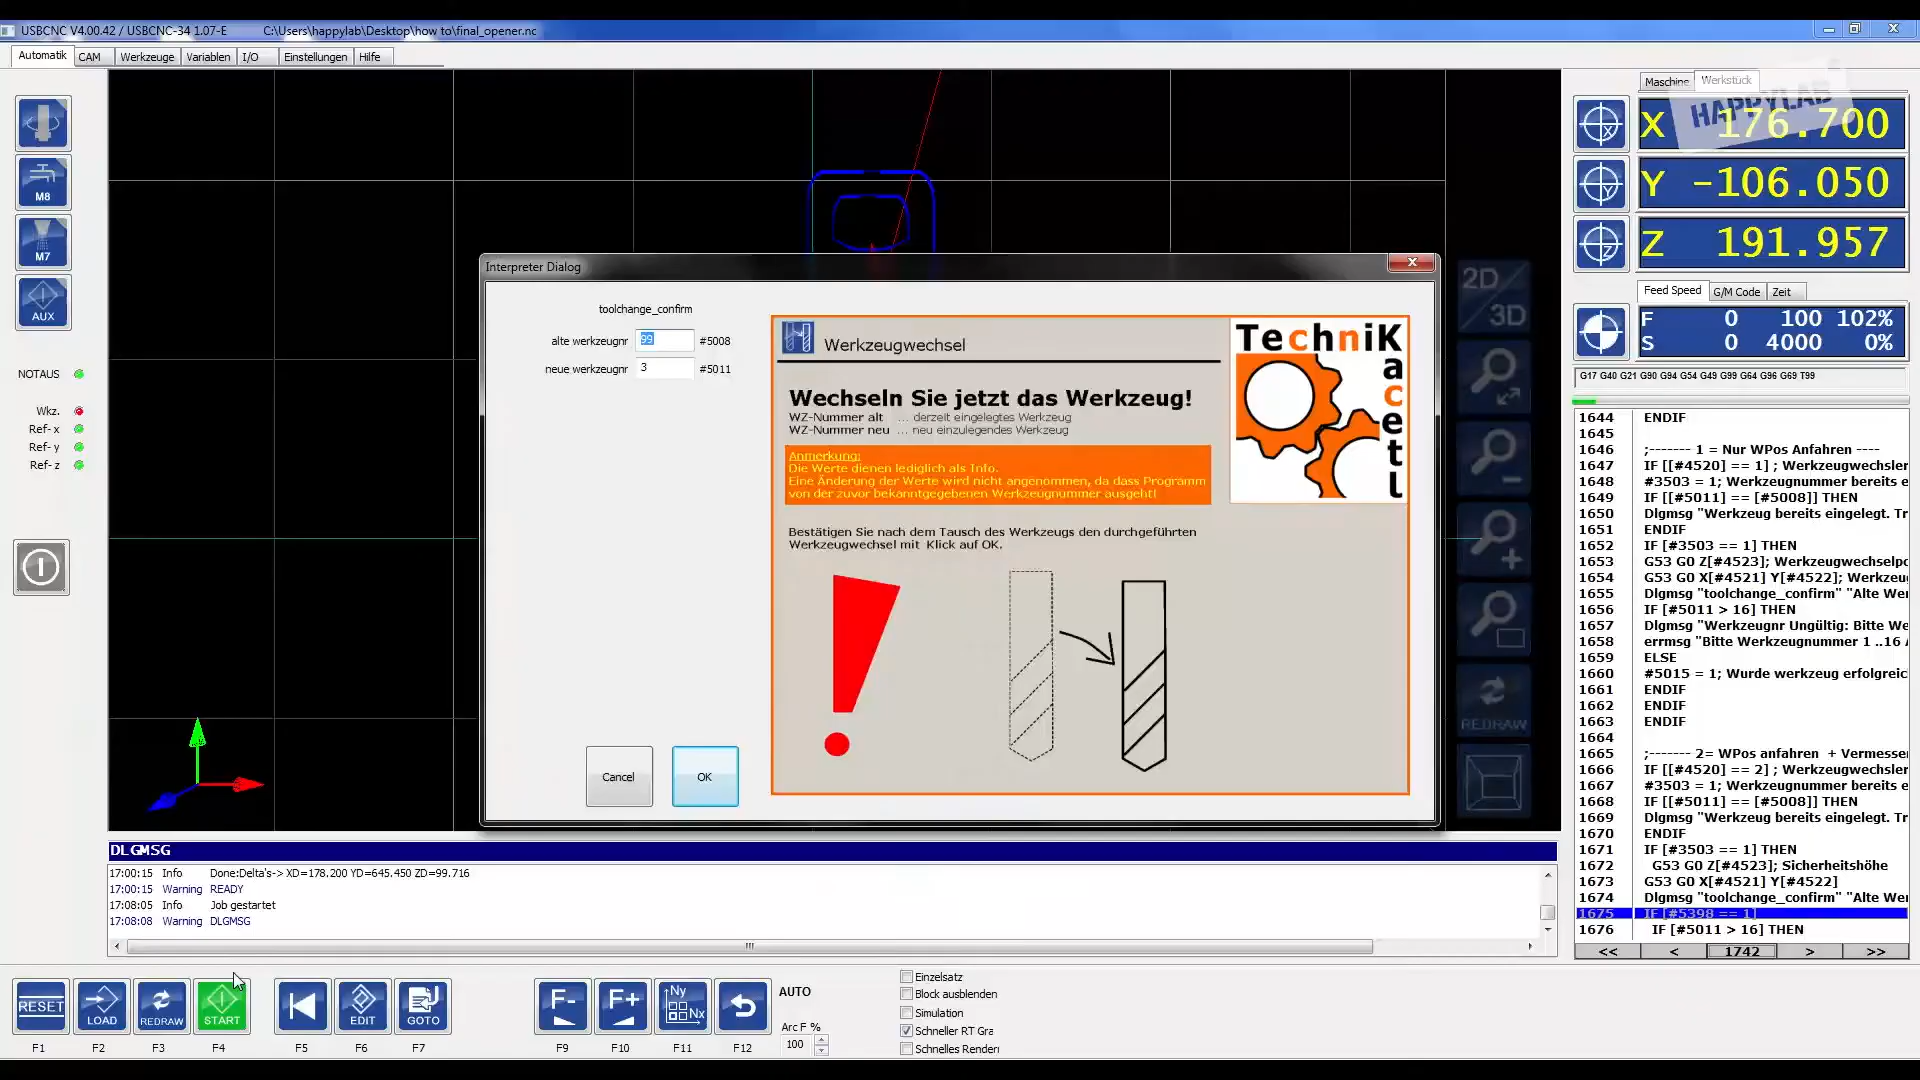 USBCNC V4.00.42 / USBCNC-34 1.07-E C:\Users\happylab\Desktop\how to\final_opener.nc
Automatik CAM Werkzeuge Variablen I/O Einstellungen Hilfe
M8
M7
AUX
NOTAUS
Wkz.
Ref-x
Ref-y
Ref-z
Interpreter Dialog
toolchange_confirm
alte werkzeugnr 99 #5008
neue werkzeugnr 3 #5011
Cancel OK
Werkzeugwechsel
TechniKacetl
Wechseln Sie jetzt das Werkzeug!
WZ-Nummer alt ... derzeit eingelegtes Werkzeug
WZ-Nummer neu ... neu einzulegendes Werkzeug
Anmerkung:
Die Werte dienen lediglich als Info.
Eine Änderung der Werte wird nicht angenommen, da dass Programm
von der zuvor bekanntgegebenen Werkzeugnummer ausgeht!
Bestätigen Sie nach dem Tausch des Werkzeugs den durchgeführten
Werkzeugwechsel mit Klick auf OK.
2D
3D
REDRAW
Maschine Werkstück
HAPPYLAB
X 176.700
Y -106.050
Z 191.957
Feed Speed G/M Code Zeit
F 0 100 102%
S 0 4000 0%
G17 G40 G21 G90 G94 G54 G49 G99 G64 G96 G69 T99
1644 ENDIF
1645
1646 ;------- 1 = Nur WPos Anfahren ----
1647 IF [[#4520] == 1] ; Werkzeugwechsler
1648 #3503 = 1; Werkzeugnummer bereits e
1649 IF [[#5011] == [#5008]] THEN
1650 Dlgmsg "Werkzeug bereits eingelegt. Tr
1651 ENDIF
1652 IF [#3503 == 1] THEN
1653 G53 G0 Z[#4523]; Werkzeugwechselpo
1654 G53 G0 X[#4521] Y[#4522]; Werkzeug
1655 Dlgmsg "toolchange_confirm" "Alte Wer
1656 IF [#5011 > 16] THEN
1657 Dlgmsg "Werkzeugnr Ungültig: Bitte We
1658 errmsg "Bitte Werkzeugnummer 1 ..16 A
1659 ELSE
1660 #5015 = 1; Wurde werkzeug erfolgreic
1661 ENDIF
1662 ENDIF
1663 ENDIF
1664
1665 ;------- 2= WPos anfahren + Vermesse
1666 IF [[#4520] == 2] ; Werkzeugwechsler
1667 #3503 = 1; Werkzeugnummer bereits e
1668 IF [[#5011] == [#5008]] THEN
1669 Dlgmsg "Werkzeug bereits eingelegt. Tr
1670 ENDIF
1671 IF [#3503 == 1] THEN
1672 G53 G0 Z[#4523]; Sicherheitshöhe
1673 G53 G0 X[#4521] Y[#4522]
1674 Dlgmsg "toolchange_confirm" "Alte Wer
1675 IF [#5398 == 1]
1676 IF [#5011 > 16] THEN
<< < 1742 > >>
DLGMSG
17:00:15 Info Done:Delta's-> XD=178.200 YD=645.450 ZD=99.716
17:00:15 Warning READY
17:08:05 Info Job gestartet
17:08:08 Warning DLGMSG
RESET LOAD REDRAW START EDIT GOTO F- F+ Ny Nx
F1 F2 F3 F4 F5 F6 F7 F9 F10 F11 F12
AUTO
Arc F %
100
Einzelsatz
Block ausblenden
Simulation
Schneller RT Gra
Schnelles Renderi